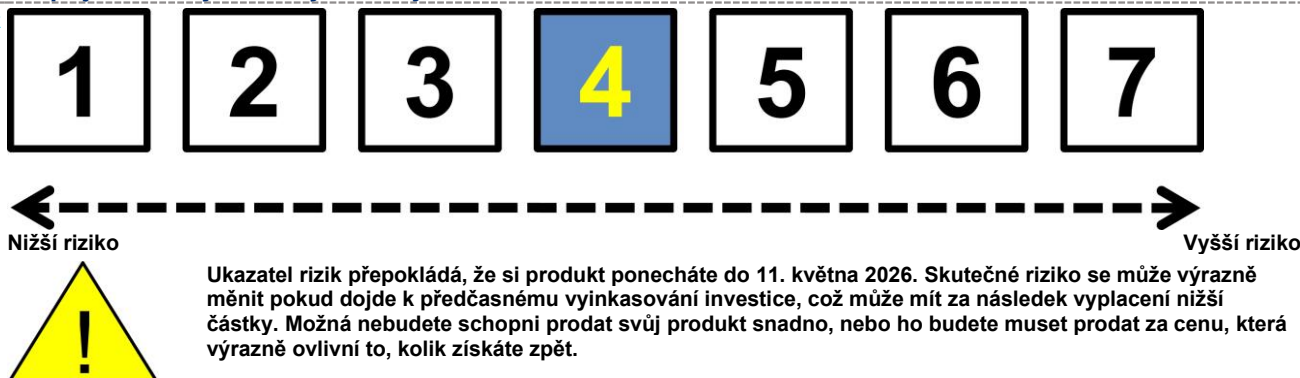 1 2 3 4 5 6 7
Nižší riziko Vyšší riziko
Ukazatel rizik přepokládá, že si produkt ponecháte do 11. května 2026. Skutečné riziko se může výrazně
měnit pokud dojde k předčasnému vyinkasování investice, což může mít za následek vyplacení nižší
částky. Možná nebudete schopni prodat svůj produkt snadno, nebo ho budete muset prodat za cenu, která
výrazně ovlivní to, kolik získáte zpět.
!